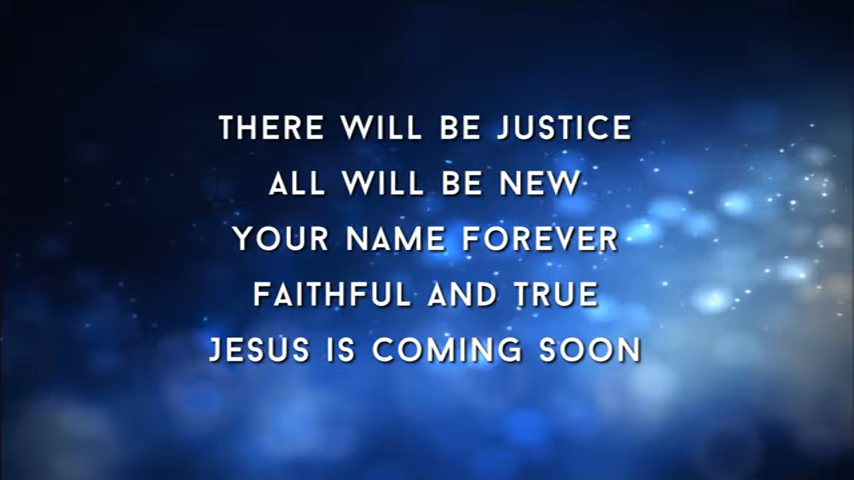 THERE WILL BE JUSTICE
ALL WILL BE NEW
YOUR NAME FOREVER
FAITHFUL AND TRUE
JESUS IS COMING SOON